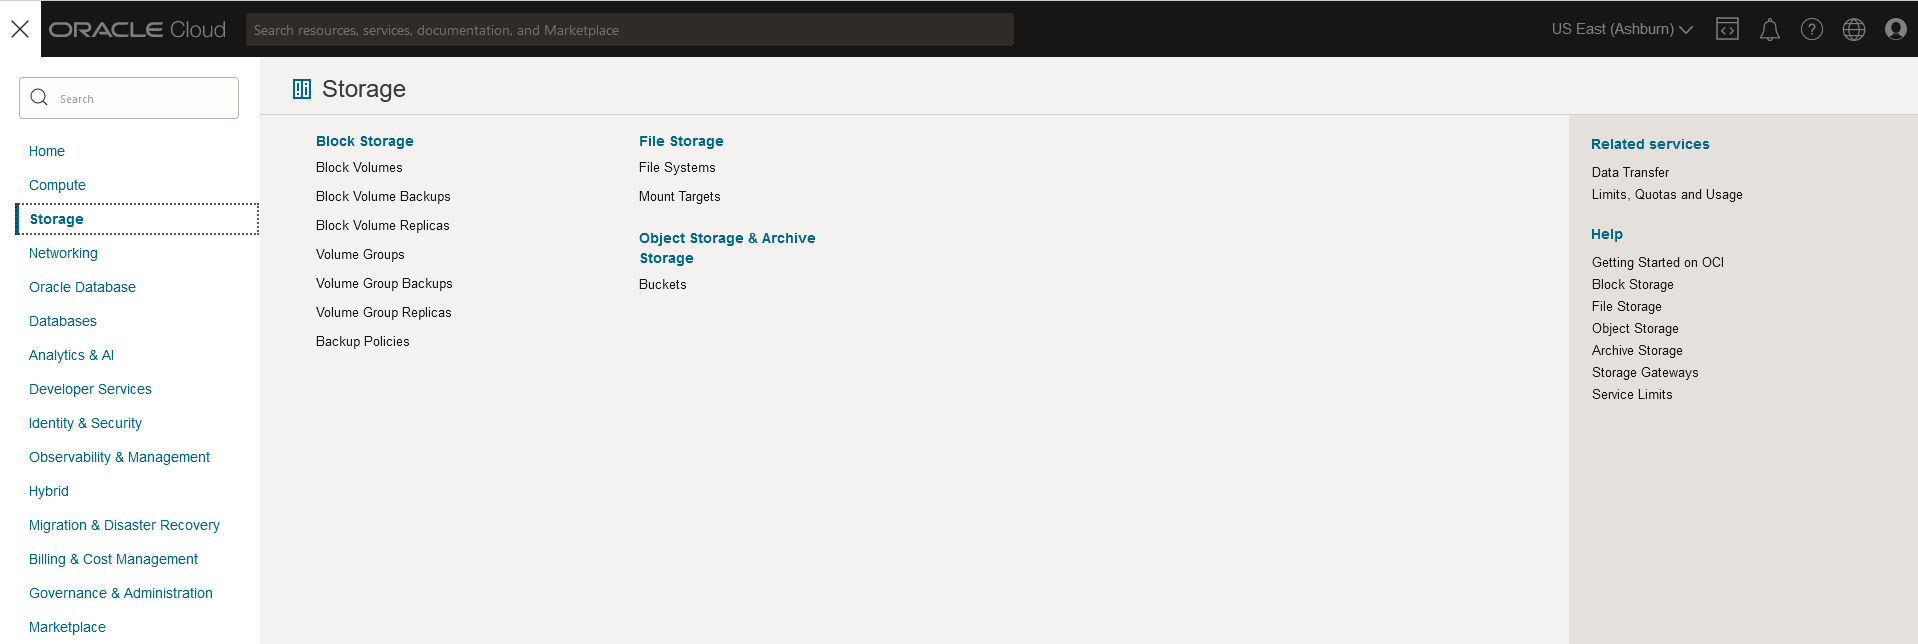 ORACLE Cloud
Search resources, services, documentation, and Marketplace
US East (Ashburn)
Search
Home
Compute
Storage
Networking
Oracle Database
Databases
Analytics & AI
Developer Services
Identity & Security
Observability & Management
Hybrid
Migration & Disaster Recovery
Billing & Cost Management
Governance & Administration
Marketplace
Storage
Block Storage
Block Volumes
Block Volume Backups
Block Volume Replicas
Volume Groups
Volume Group Backups
Volume Group Replicas
Backup Policies
File Storage
File Systems
Mount Targets
Object Storage & Archive
Storage
Buckets
Related services
Data Transfer
Limits, Quotas and Usage
Help
Getting Started on OCI
Block Storage
File Storage
Object Storage
Archive Storage
Storage Gateways
Service Limits